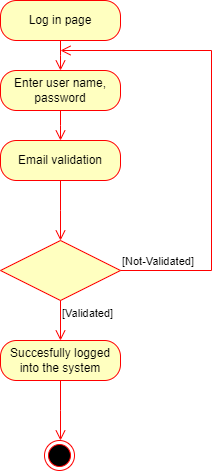 Log in page
Enter user name,
password
Email validation
[Not-Validated]
[Validated]
Succesfully logged
into the system